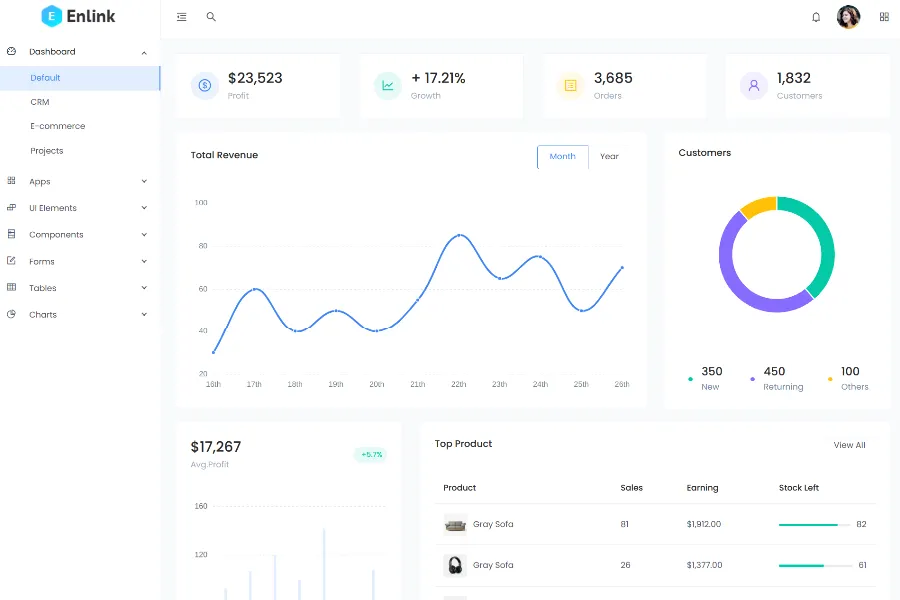 Enlink
Dashboard
Default
CRM
E-commerce
Projects
Apps
UI Elements
Components
Forms
Tables
Charts
$23,523
Profit
+ 17.21%
Growth
3,685
Orders
1,832
Customers
Total Revenue
Month Year
100
80
60
40
20
16th 17th 18th 19th 20th 21th 22th 23th 24th 25th 26th
Customers
350 450 100
New Returning Others
$17,267
+5.7%
Avg.Profit
160
120
Top Product View All
Product Sales Earning Stock Left
Gray Sofa 81 $1,912.00 82
Gray Sofa 26 $1,377.00 61